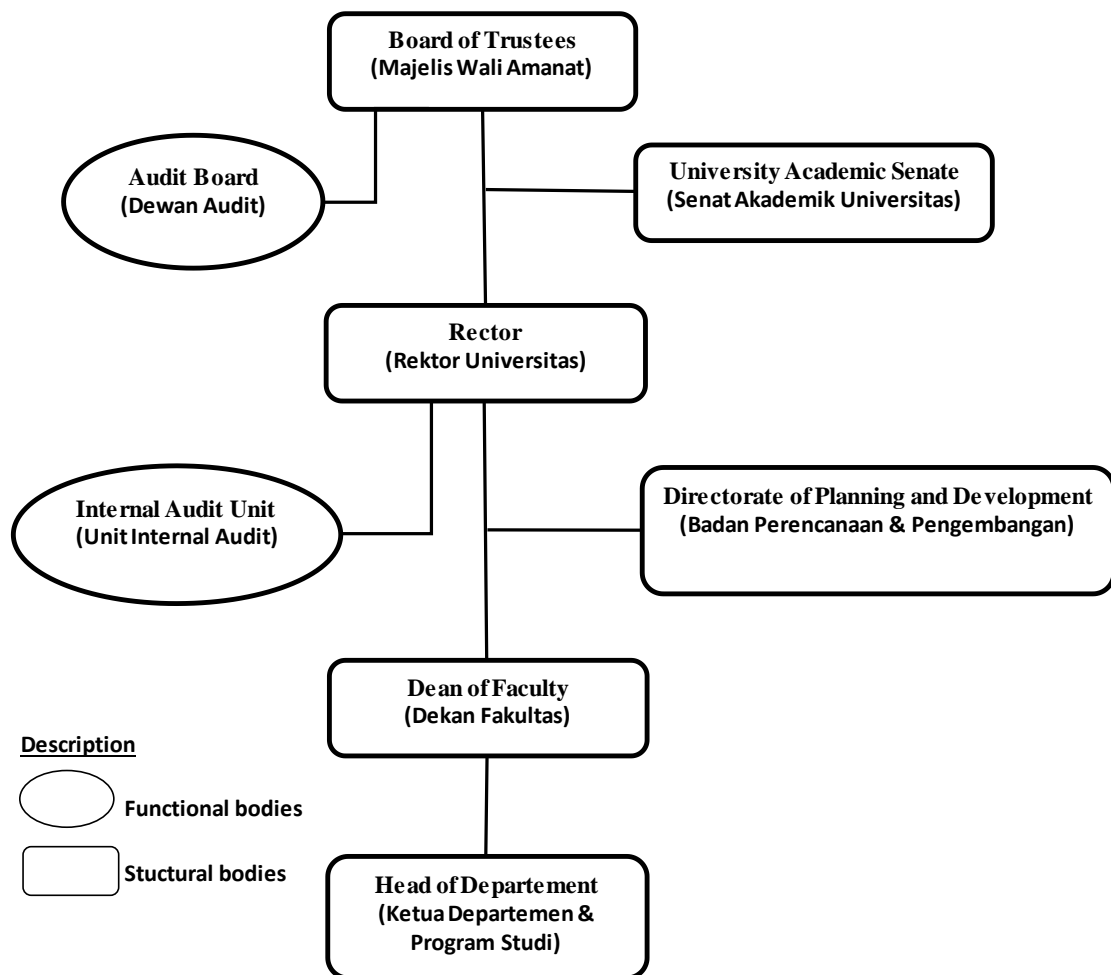 Board of Trustees
(Majelis Wali Amanat)
Audit Board
(Dewan Audit)
University Academic Senate
(Senat Akademik Universitas)
Rector
(Rektor Universitas)
Internal Audit Unit
(Unit Internal Audit)
Directorate of Planning and Development
(Badan Perencanaan & Pengembangan)
Dean of Faculty
(Dekan Fakultas)
Description
Functional bodies
Stuctural bodies
Head of Departement
(Ketua Departemen &
Program Studi)